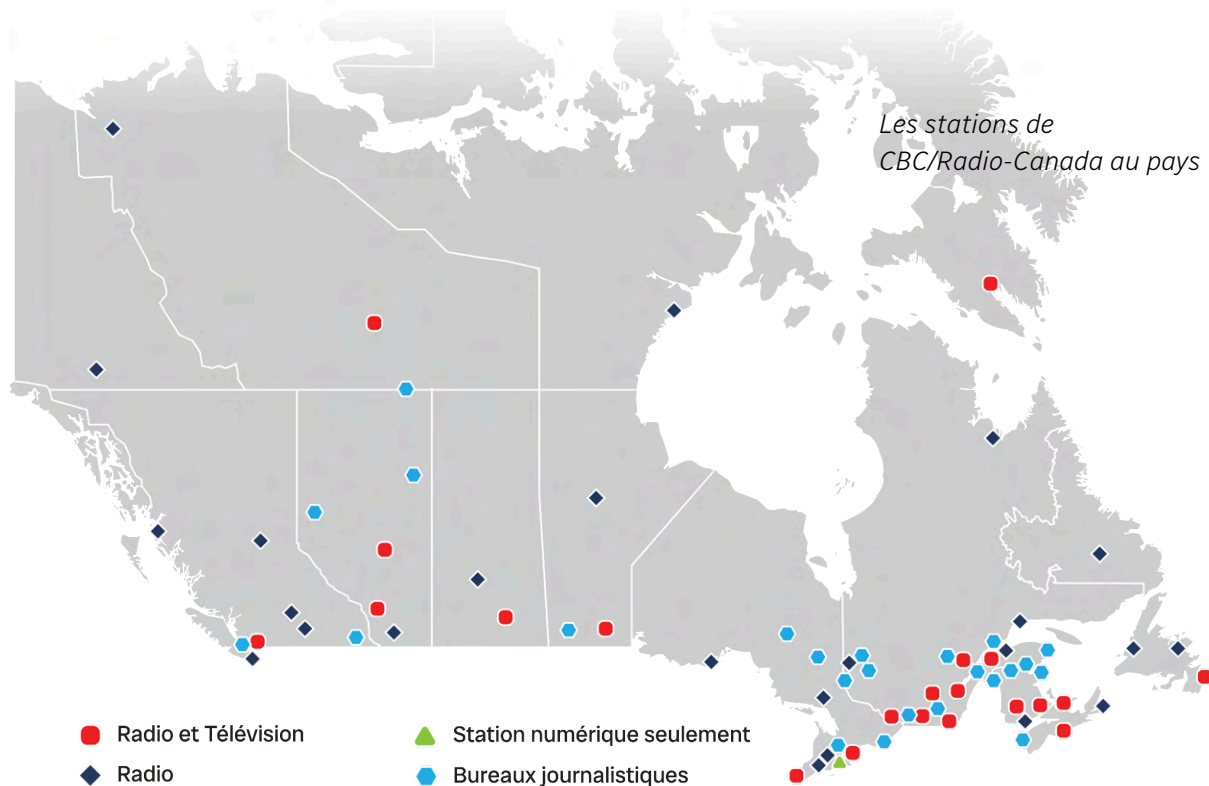 Les stations de
CBC/Radio-Canada au pays
Radio et Télévision
Station numérique seulement
Radio
Bureaux journalistiques